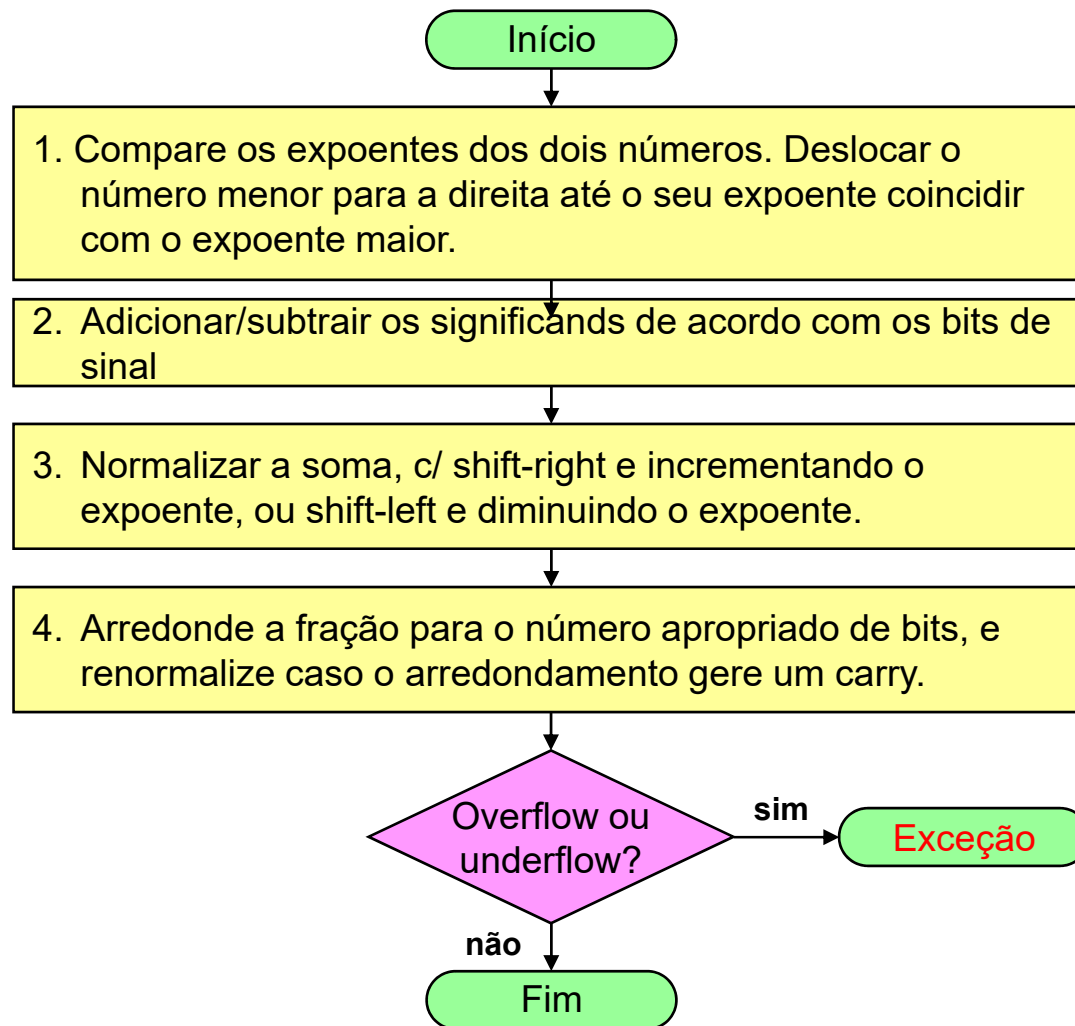 Início
1. Compare os expoentes dos dois números. Deslocar o
número menor para a direita até o seu expoente coincidir
com o expoente maior.
2. Adicionar/subtrair os significands de acordo com os bits de
sinal
3. Normalizar a soma, c/ shift-right e incrementando o
expoente, ou shift-left e diminuindo o expoente.
4. Arredonde a fração para o número apropriado de bits, e
renormalize caso o arredondamento gere um carry.
Overflow ou
underflow?
sim
Exceção
não
Fim